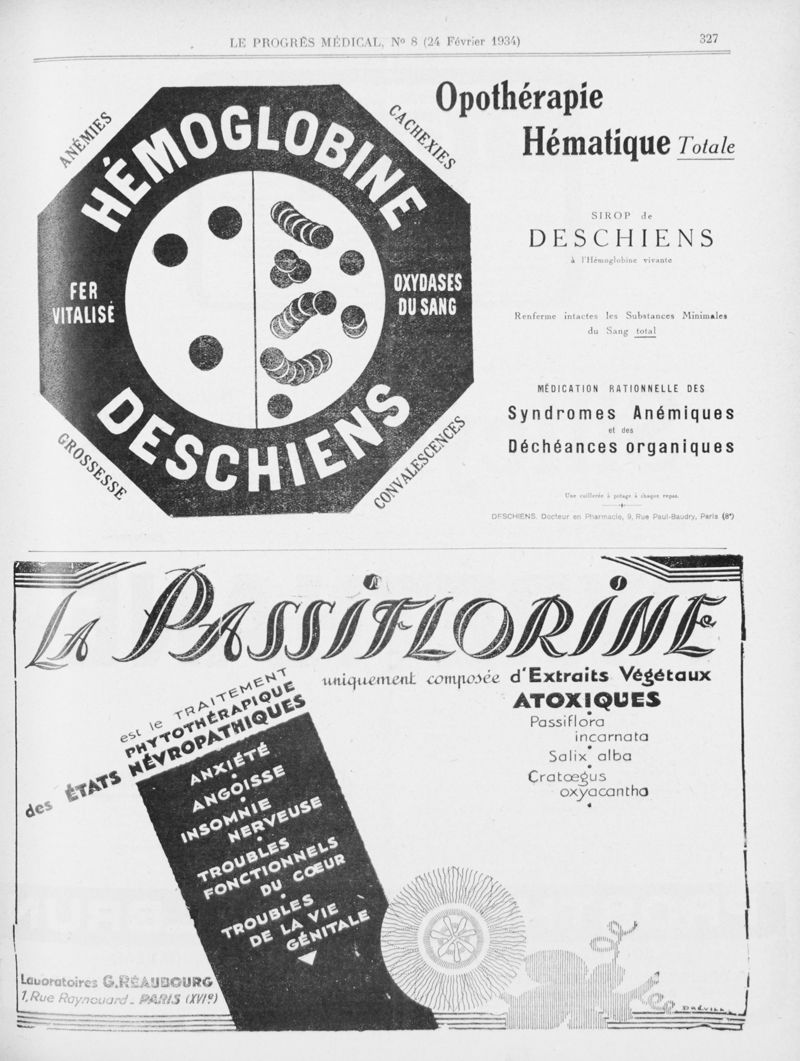 LE PROGRÈS MÉDICAL, Nº 8 (24 Février 1934)
327
ANÉMIES
CACHEXIES
HÉMOGLOBINE
FER
VITALISÉ
OXYDASES
DU SANG
DESCHIENS
GROSSESSE
CONVALESCENCES
Opothérapie
Hématique Totale
SIROP de
DESCHIENS
à l'Hémoglobine vivante
Renferme intactes les Substances Minimales
du Sang total
MÉDICATION RATIONNELLE DES
Syndromes Anémiques
et des
Déchéances organiques
Une cuillerée à potage à chaque repas.
DESCHIENS, Docteur en Pharmacie, 9, Rue Paul-Baudry, Paris (8ᵉ)
LA PASSIFLORINE
uniquement composée d'Extraits Végétaux
ATOXIQUES
Passiflora
incarnata
Salix alba
Cratœgus
oxyacantha
est le TRAITEMENT
PHYTOTHÉRAPIQUE
des ÉTATS NÉVROPATHIQUES
ANXIÉTÉ
ANGOISSE
INSOMNIE
NERVEUSE
TROUBLES
FONCTIONNELS
DU CŒUR
TROUBLES
DE LA VIE
GÉNITALE
Laboratoires G.RÉAUBOURG
1, Rue Raynouard - PARIS (XVIᵉ)